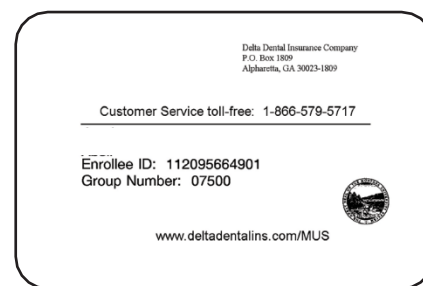 Delta Dental Insurance Company
P.O. Box 1809
Alpharetta, GA 30023-1809
Customer Service toll-free: 1-866-579-5717
Enrollee ID: 112095664901
Group Number: 07500
www.deltadentalins.com/MUS